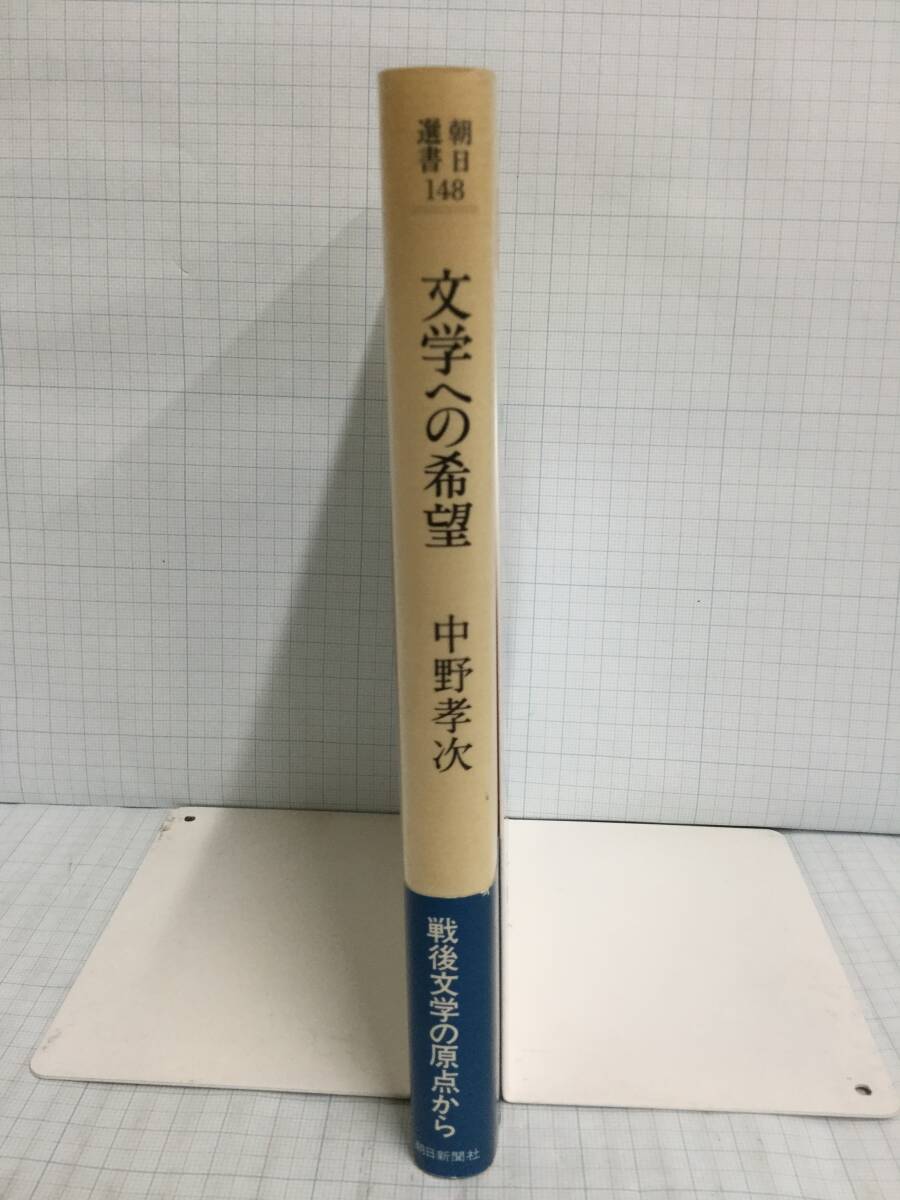 朝日
選書
148
文学への希望
中野孝次
戦後文学の原点から
朝日新聞社